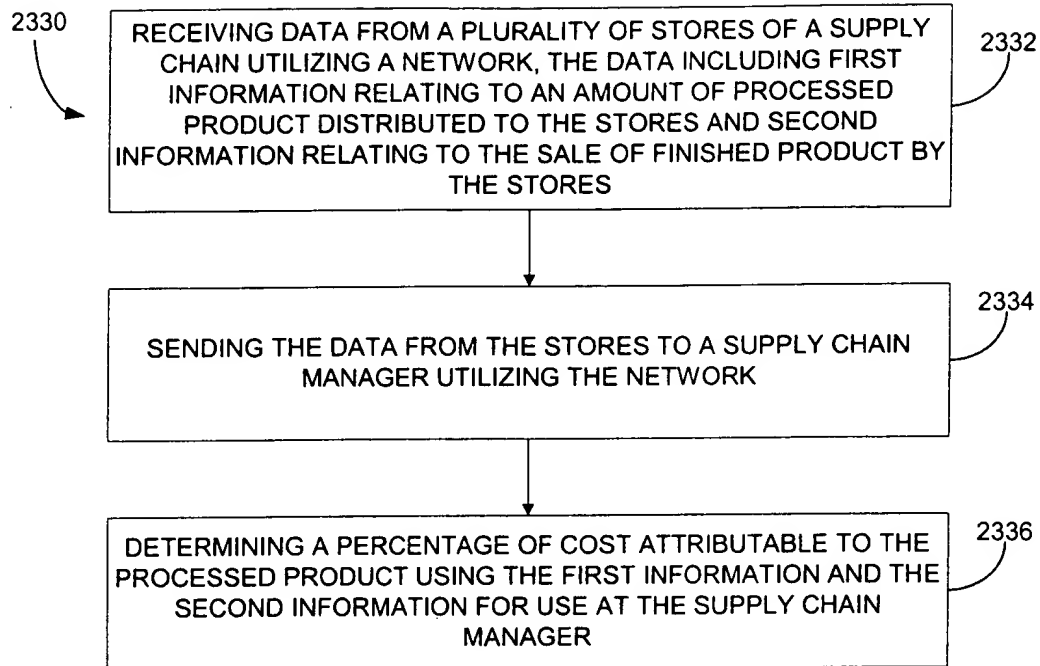 2330
RECEIVING DATA FROM A PLURALITY OF STORES OF A SUPPLY
CHAIN UTILIZING A NETWORK, THE DATA INCLUDING FIRST
INFORMATION RELATING TO AN AMOUNT OF PROCESSED
PRODUCT DISTRIBUTED TO THE STORES AND SECOND
INFORMATION RELATING TO THE SALE OF FINISHED PRODUCT BY
THE STORES
2332
SENDING THE DATA FROM THE STORES TO A SUPPLY CHAIN
MANAGER UTILIZING THE NETWORK
2334
DETERMINING A PERCENTAGE OF COST ATTRIBUTABLE TO THE
PROCESSED PRODUCT USING THE FIRST INFORMATION AND THE
SECOND INFORMATION FOR USE AT THE SUPPLY CHAIN
MANAGER
2336